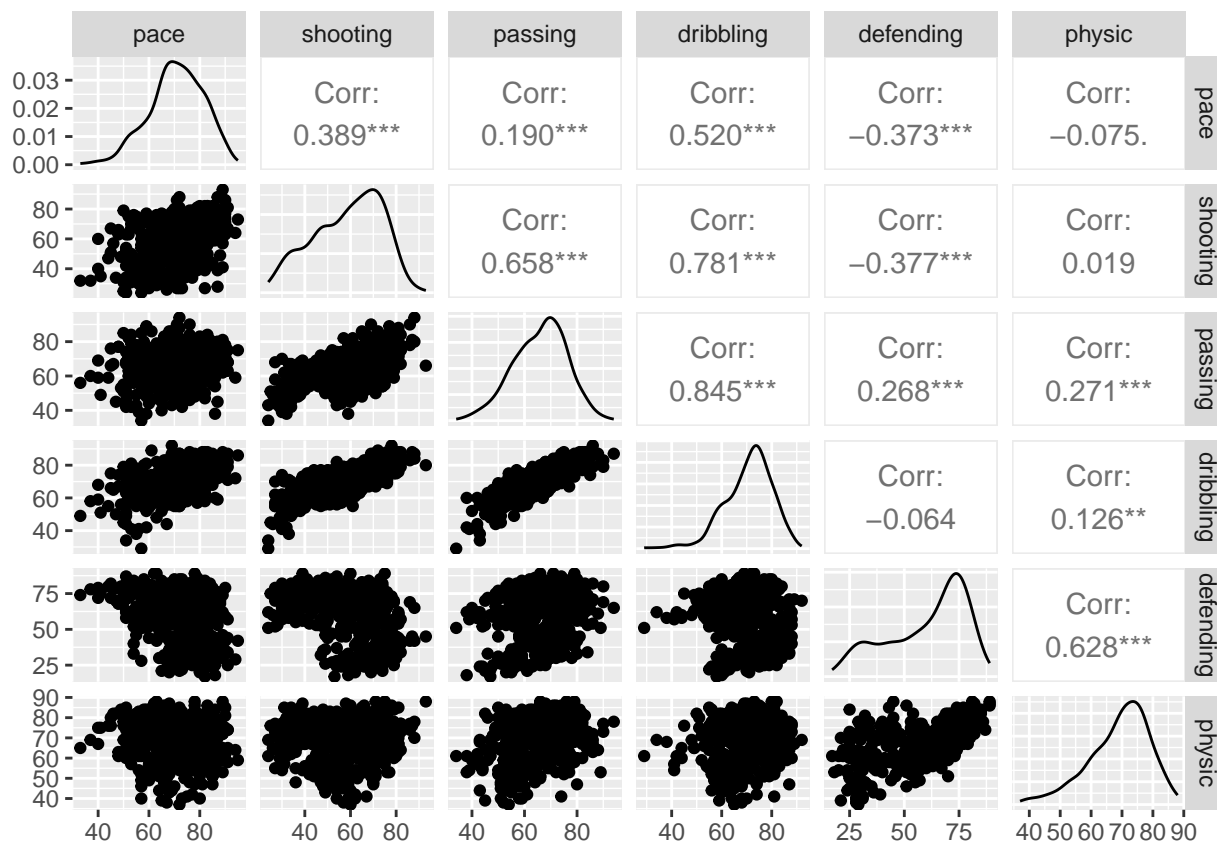 pace shooting passing dribbling defending physic
0.03
0.02
0.01
0.00
Corr:
0.389***
Corr:
0.190***
Corr:
0.520***
Corr:
−0.373***
Corr:
−0.075.
pace
80
60
40
Corr:
0.658***
Corr:
0.781***
Corr:
−0.377***
Corr:
0.019
shooting
80
60
40
Corr:
0.845***
Corr:
0.268***
Corr:
0.271***
passing
80
60
40
Corr:
−0.064
Corr:
0.126**
dribbling
75
50
25
Corr:
0.628***
defending
90
80
70
60
50
40
physic
40 60 80
40 60 80
40 60 80
40 60 80
25 50 75
40 50 60 70 80 90